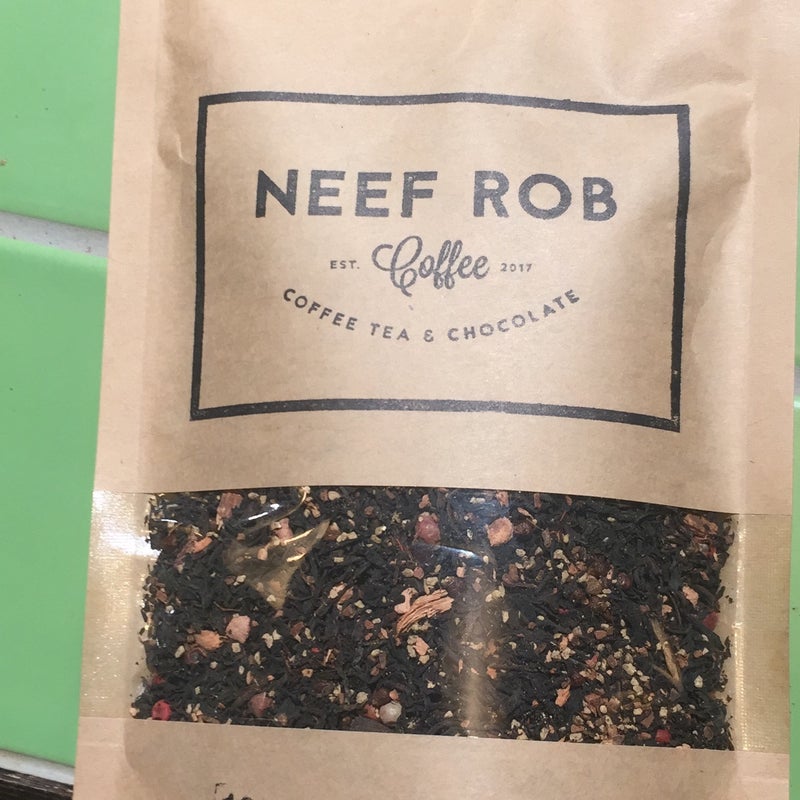 NEEF ROB
EST. Coffee 2017
COFFEE TEA & CHOCOLATE